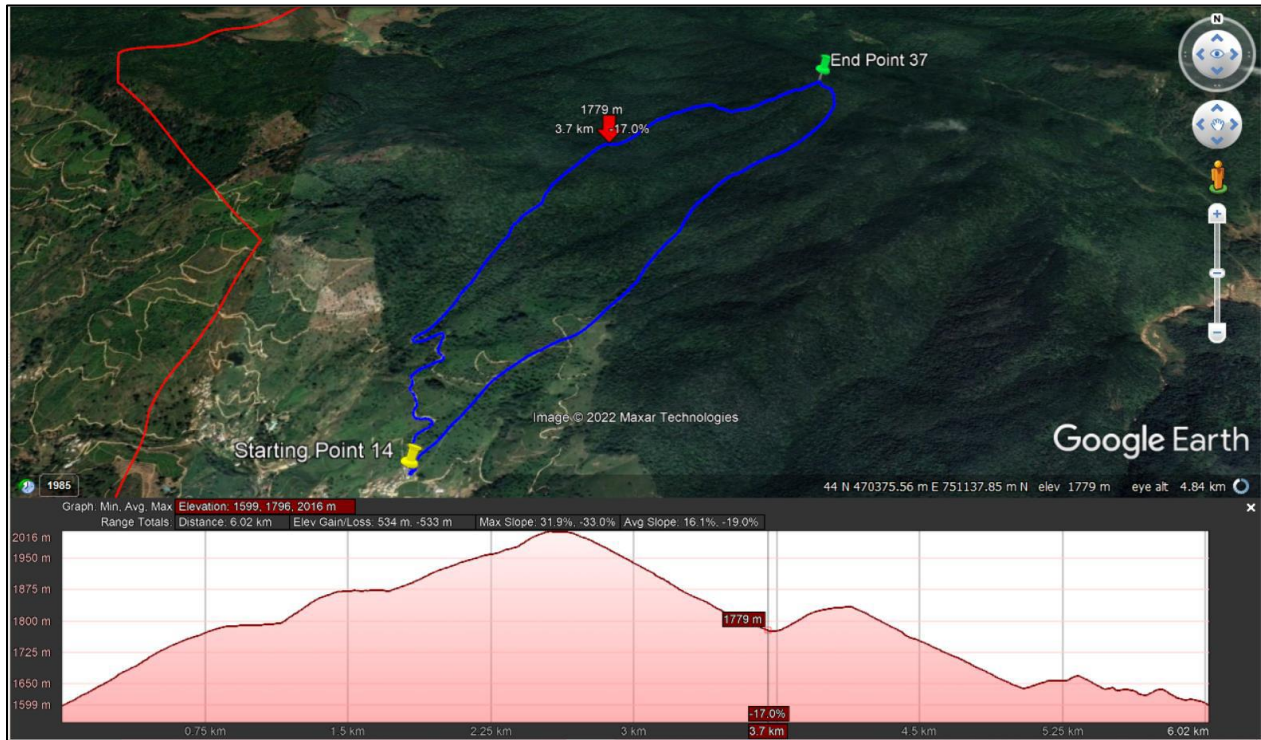 N
End Point 37
1779 m
3.7 km -17.0%
Starting Point 14
Image © 2022 Maxar Technologies
Google Earth
1985
44 N 470375.56 m E 751137.85 m N elev 1779 m eye alt 4.84 km
Graph: Min, Avg, Max Elevation: 1599, 1796, 2016 m
Range Totals: Distance: 6.02 km Elev Gain/Loss: 534 m, -533 m Max Slope: 31.9%, -33.0% Avg Slope: 16.1%, -19.0%
2016 m
1950 m
1875 m
1800 m
1725 m
1650 m
1599 m
1779 m
-17.0%
0.75 km 1.5 km 2.25 km 3 km 3.7 km 4.5 km 5.25 km 6.02 km